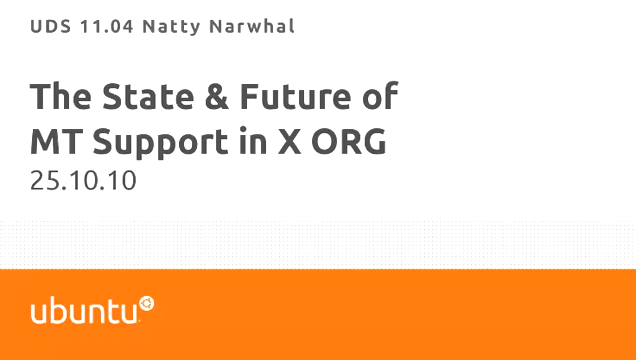 UDS 11.04 Natty Narwhal
The State & Future of
MT Support in X ORG
25.10.10
ubuntu